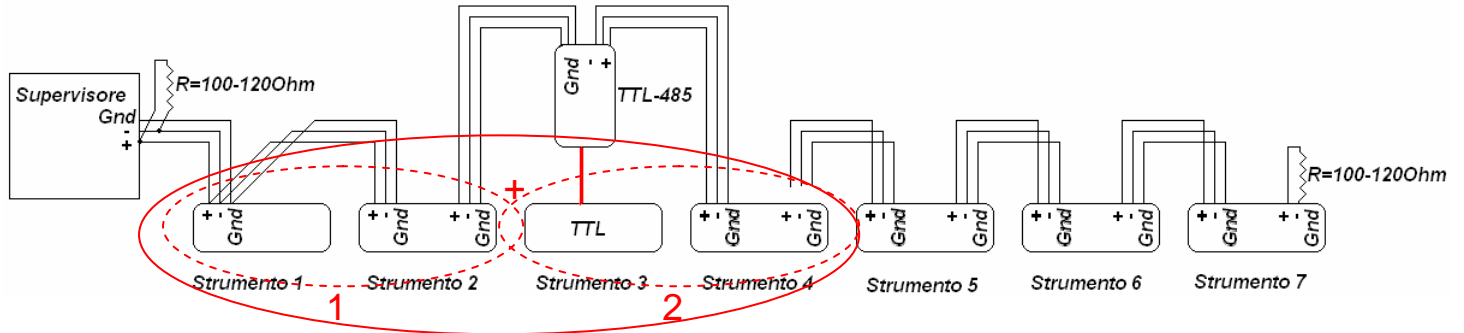 Supervisore
Gnd
-
+
R=100-120Ohm
Gnd
-
+
TTL-485
+
+
-
Gnd
+
-
Gnd
+
-
Gnd
TTL
+
-
Gnd
+
-
Gnd
+
-
Gnd
+
-
Gnd
+
-
Gnd
+
-
Gnd
+
-
Gnd
+
-
Gnd
R=100-120Ohm
Strumento 1
Strumento 2
Strumento 3
Strumento 4
Strumento 5
Strumento 6
Strumento 7
1
2